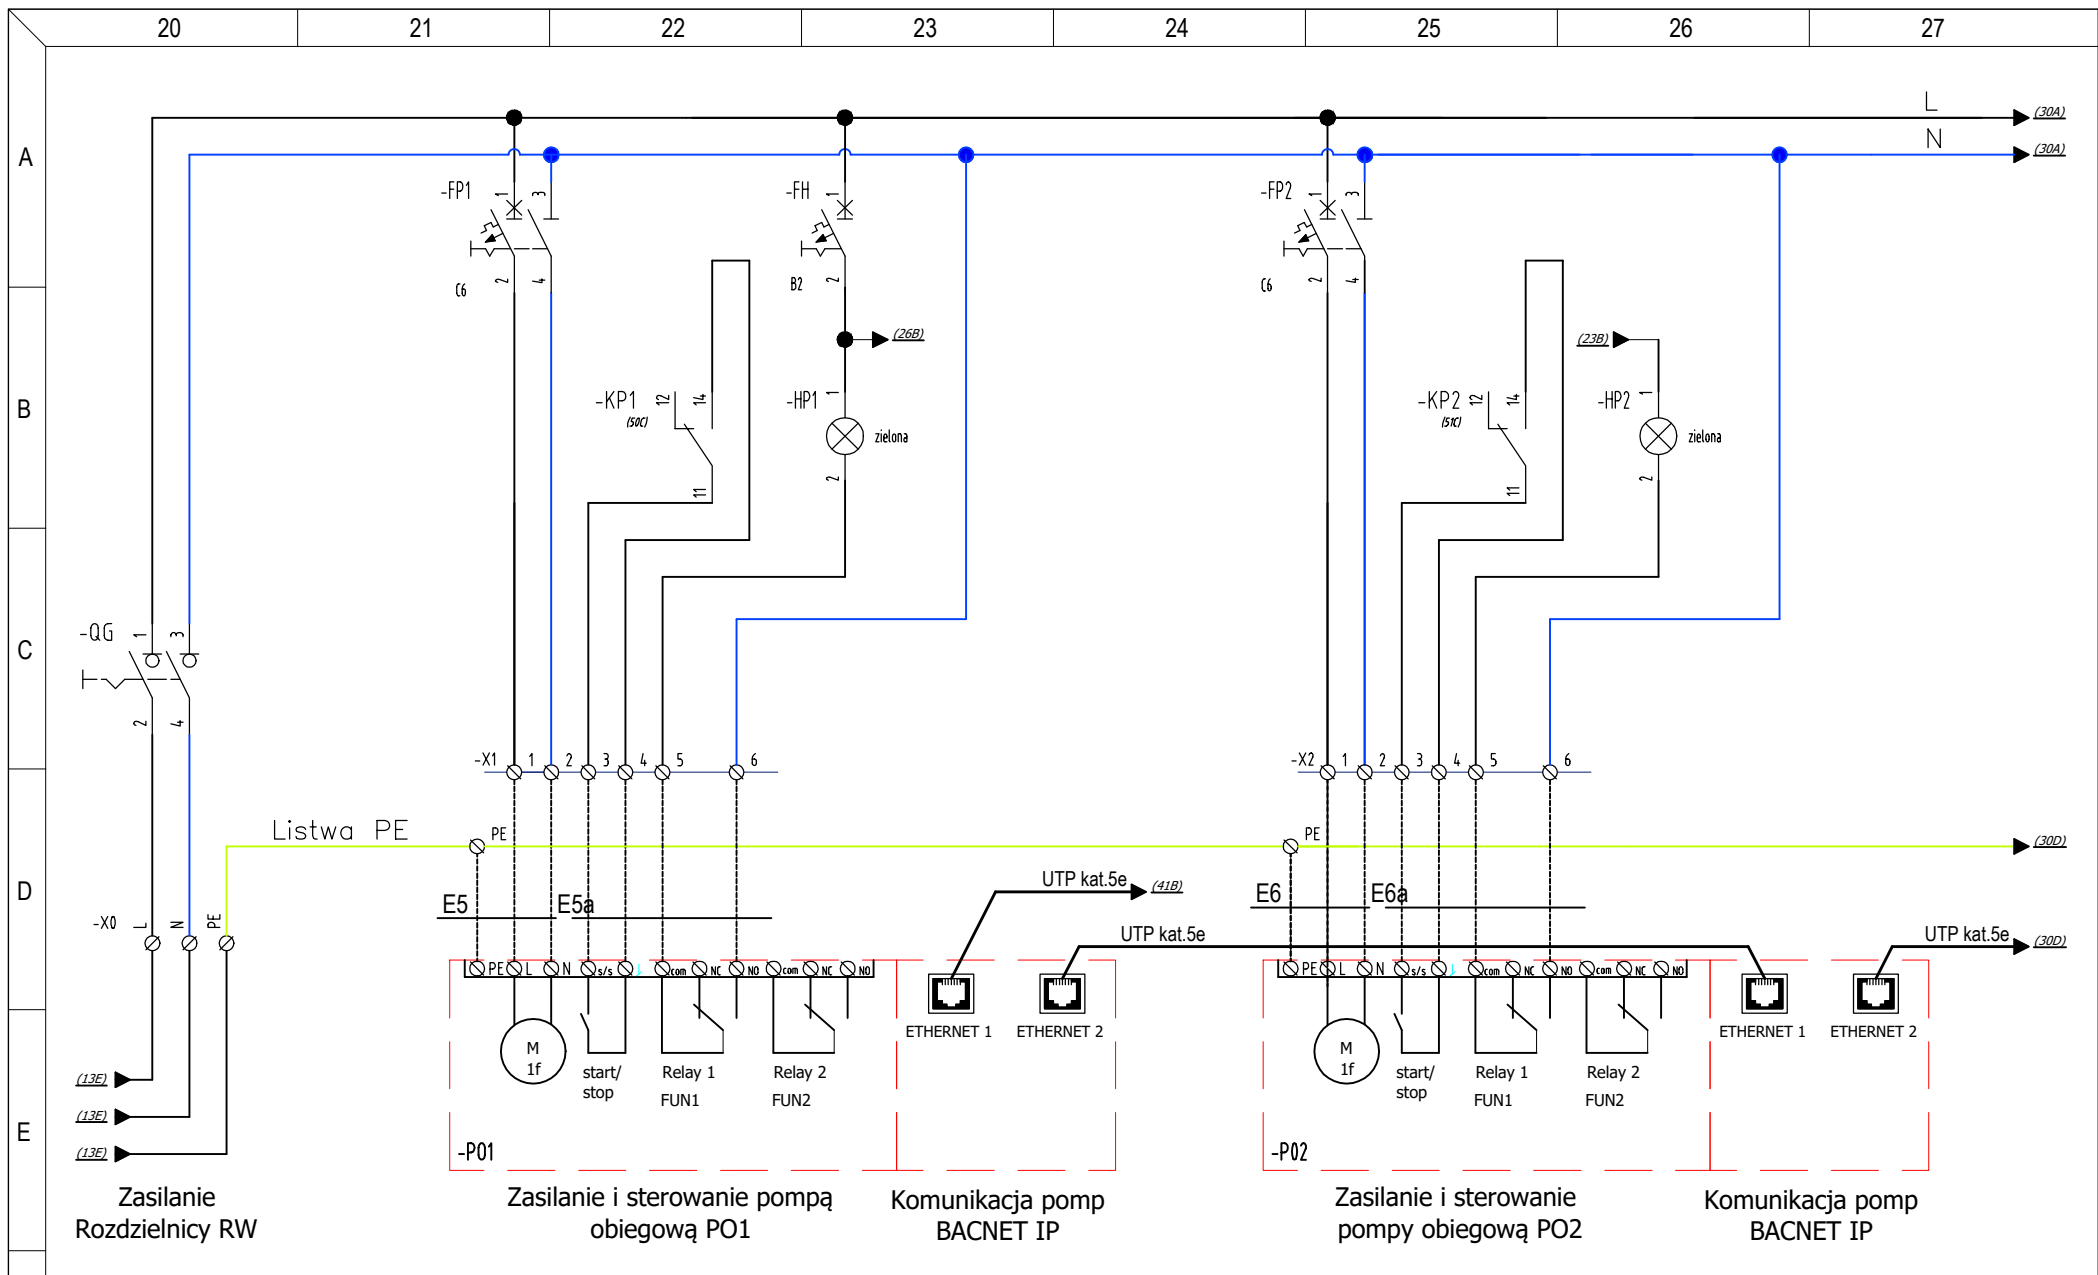 20 21 22 23 24 25 26 27
L (30A)
A N (30A)
-FP1 1 3 -FH 1 -FP2 1 3
2 4 2 2 4
C6 B2 C6
(26B) (23B)
B -KP1 12 14 -HP1 1 -KP2 12 14 -HP2 1
(50C) zielona (51C) zielona
11 2 11 2
C -QG 1 3
2 4
-X1 1 2 3 4 5 6 -X2 1 2 3 4 5 6
Listwa PE PE PE (30D)
D E5 E5a UTP kat.5e (41B) E6 E6a
-X0 L N PE UTP kat.5e UTP kat.5e (30D)
PE L N s/s com NC NO com NC NO PE L N s/s com NC NO com NC NO
ETHERNET 1 ETHERNET 2 ETHERNET 1 ETHERNET 2
M M
1f 1f
start/ Relay 1 Relay 2 start/ Relay 1 Relay 2
stop FUN1 FUN2 stop FUN1 FUN2
(13E)
(13E)
E
(13E) -P01 -P02
Zasilanie
Rozdzielnicy RW
Zasilanie i sterowanie pompą
obiegową PO1
Komunikacja pomp
BACNET IP
Zasilanie i sterowanie
pompy obiegową PO2
Komunikacja pomp
BACNET IP